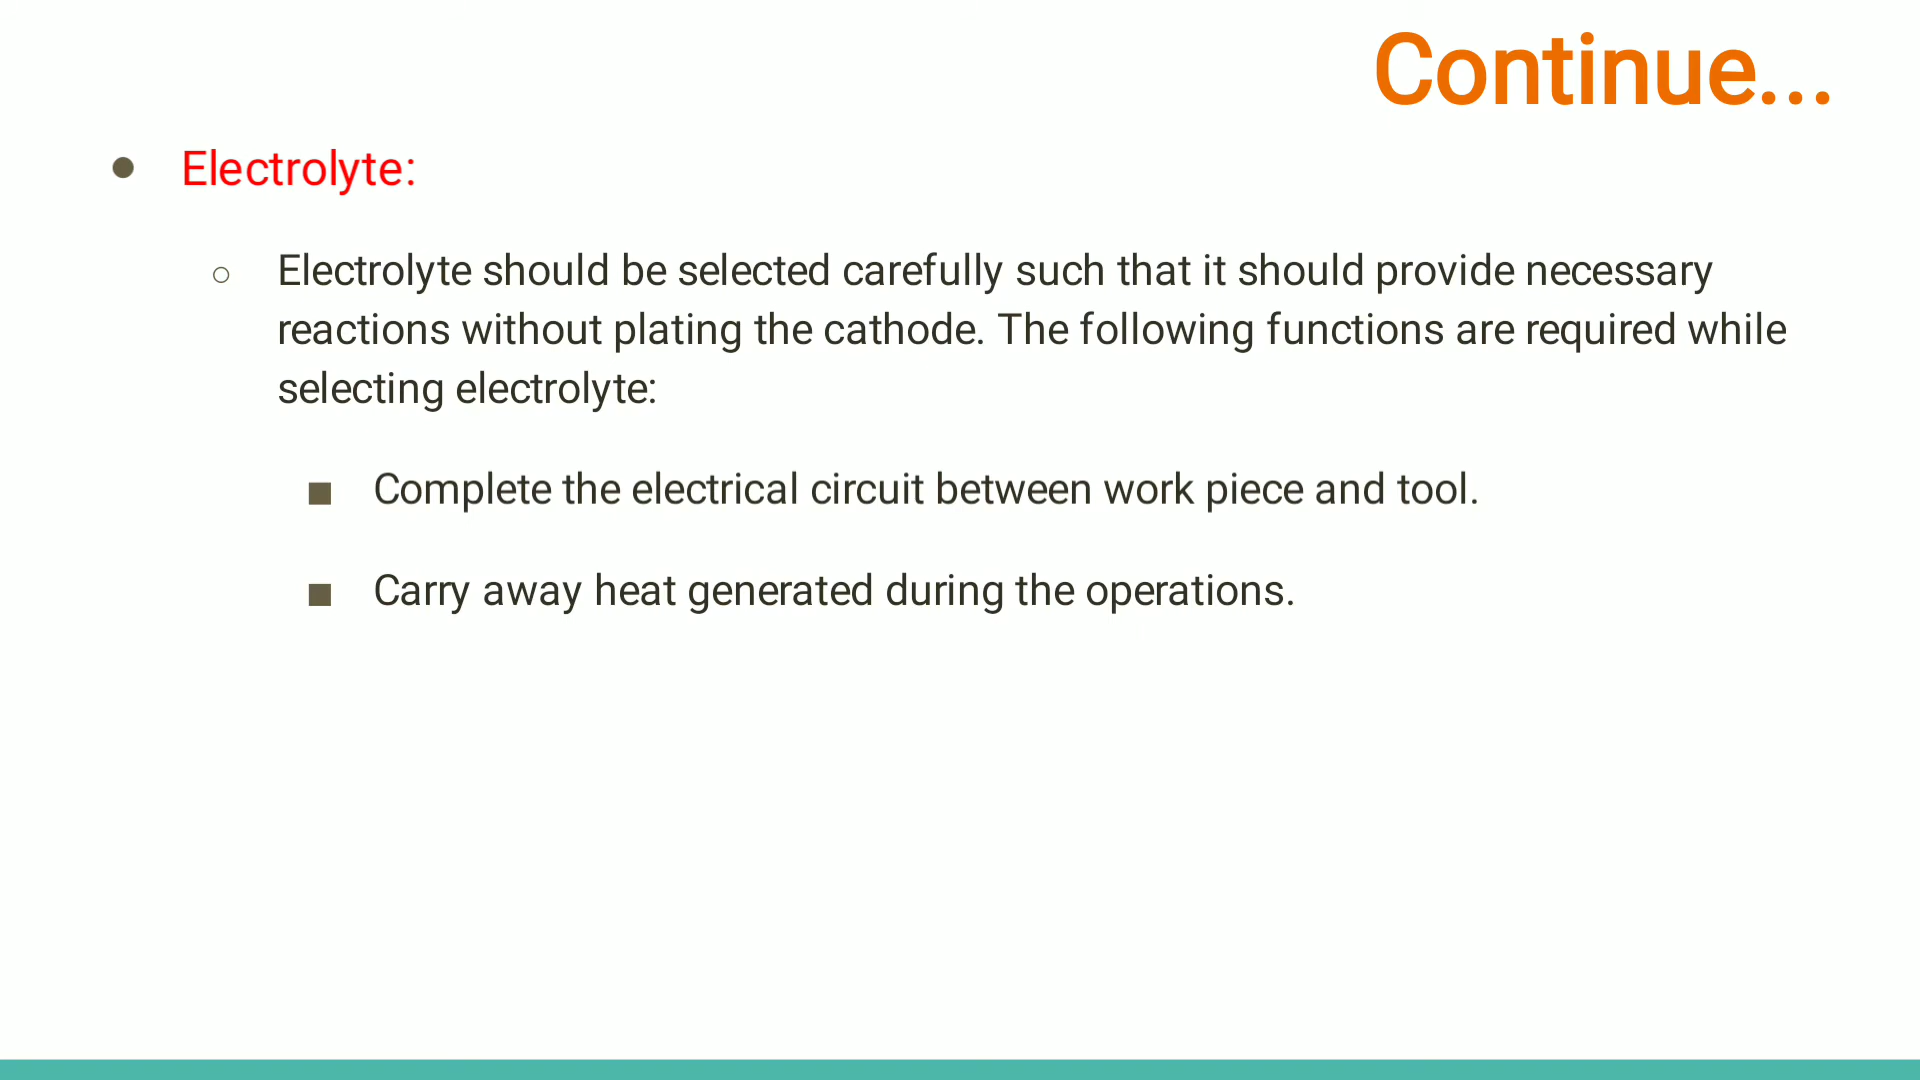 Continue...
● Electrolyte:
○ Electrolyte should be selected carefully such that it should provide necessary
reactions without plating the cathode. The following functions are required while
selecting electrolyte:
■ Complete the electrical circuit between work piece and tool.
■ Carry away heat generated during the operations.